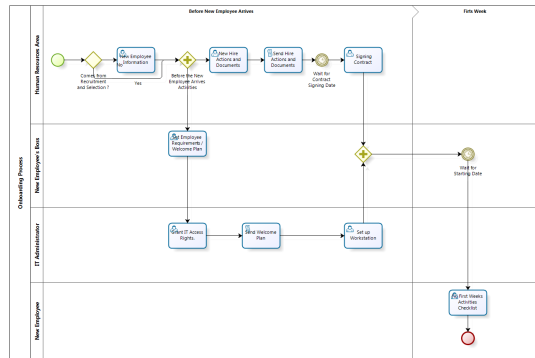 Before New Employee Arrives
Firts Week
Onboarding Process
Human Resources Area
New Employee's Boss
IT Administrator
New Employee
Comes from
Recruitment
and Selection ?
No
Yes
New Employee
Information
Before the New
Employee Arrives
Activities
New Hire
Actions and
Documents
Send Hire
Actions and
Documents
Wait for
Contract
Signing Date
Signing
Contract
Employee
Requirements /
Welcome Plan
Wait for
Starting Date
Grant IT Access
Rights.
Send Welcome
Plan
Set up
Workstation
First Weeks
Activities
Checklist